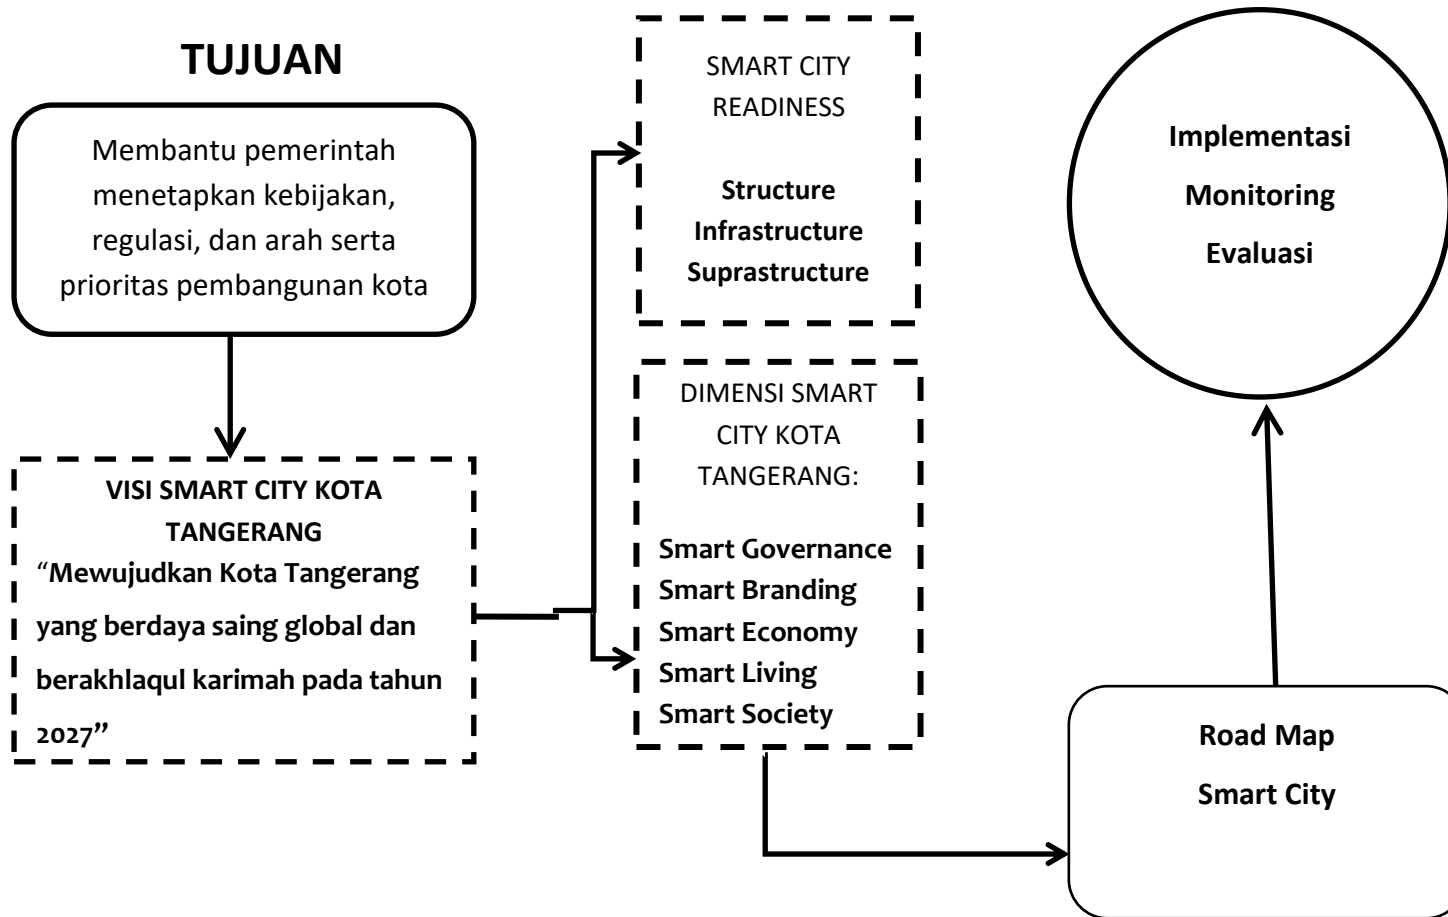 TUJUAN
Membantu pemerintah
menetapkan kebijakan,
regulasi, dan arah serta
prioritas pembangunan kota
VISI SMART CITY KOTA
TANGERANG
“Mewujudkan Kota Tangerang
yang berdaya saing global dan
berakhlaqul karimah pada tahun
2027”
SMART CITY
READINESS
Structure
Infrastructure
Suprastructure
DIMENSI SMART
CITY KOTA
TANGERANG:
Smart Governance
Smart Branding
Smart Economy
Smart Living
Smart Society
Road Map
Smart City
Implementasi
Monitoring
Evaluasi